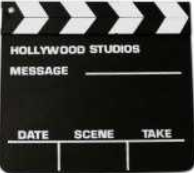 HOLLYWOOD STUDIOS
MESSAGE
DATE SCENE TAKE